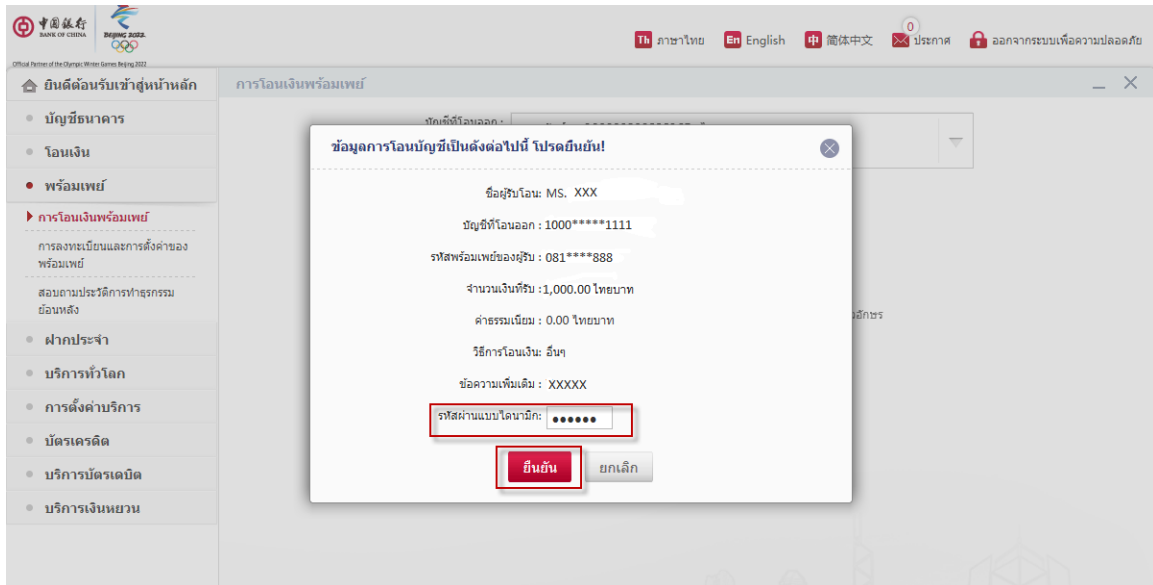 中国银行
BANK OF CHINA
BEIJING 2022
Official Partner of the Olympic Winter Games Beijing 2022
Th ภาษาไทย
En English
中 简体中文
0
ประกาศ
ออกจากระบบเพื่อความปลอดภัย
ยินดีต้อนรับเข้าสู่หน้าหลัก
บัญชีธนาคาร
โอนเงิน
พร้อมเพย์
การโอนเงินพร้อมเพย์
การลงทะเบียนและการตั้งค่าของ
พร้อมเพย์
สอบถามประวัติการทำธุรกรรม
ย้อนหลัง
ฝากประจำ
บริการทั่วโลก
การตั้งค่าบริการ
บัตรเครดิต
บริการบัตรเดบิต
บริการเงินหยวน
การโอนเงินพร้อมเพย์
บัญชีที่โอนออก :
ข้อมูลการโอนบัญชีเป็นดังต่อไปนี้ โปรดยืนยัน!
ชื่อผู้รับโอน: MS. XXX
บัญชีที่โอนออก : 1000*****1111
รหัสพร้อมเพย์ของผู้รับ : 081****888
จำนวนเงินที่รับ :1,000.00 ไทยบาท
ค่าธรรมเนียม : 0.00 ไทยบาท
วิธีการโอนเงิน: อื่นๆ
ข้อความเพิ่มเติม : XXXXX
รหัสผ่านแบบไดนามิก: ●●●●●●
ยืนยัน
ยกเลิก